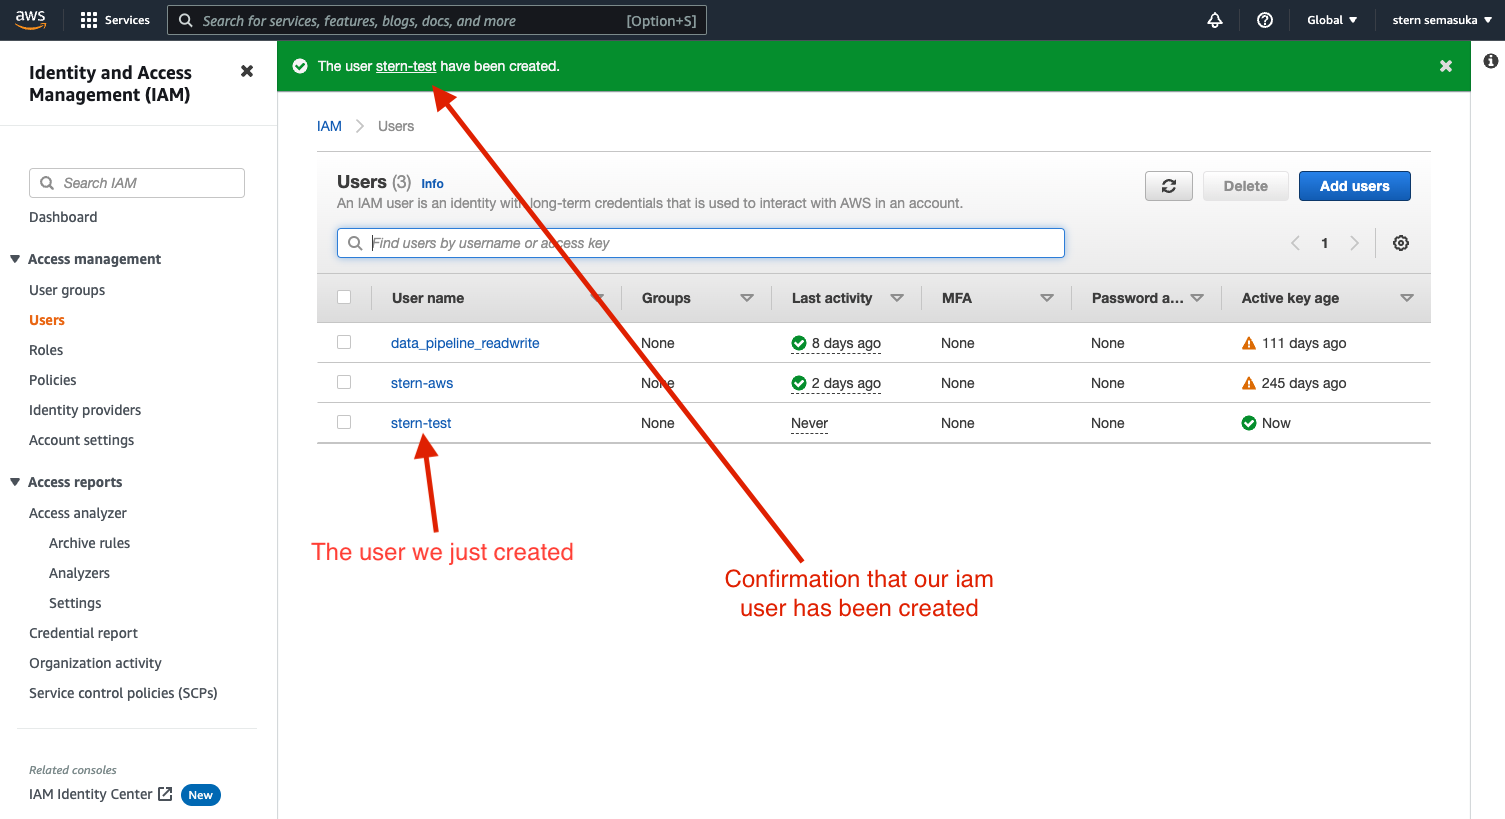 aws
Services
Search for services, features, blogs, docs, and more
[Option+S]
Global
stern semasuka
Identity and Access
Management (IAM)
Search IAM
Dashboard
Access management
User groups
Users
Roles
Policies
Identity providers
Account settings
Access reports
Access analyzer
Archive rules
Analyzers
Settings
Credential report
Organization activity
Service control policies (SCPs)
Related consoles
IAM Identity Center
New
The user stern-test have been created.
IAM
Users
Users (3) Info
An IAM user is an identity with long-term credentials that is used to interact with AWS in an account.
Delete
Add users
Find users by username or access key
1
User name Groups Last activity MFA Password a... Active key age
data_pipeline_readwrite None 8 days ago None None 111 days ago
stern-aws None 2 days ago None None 245 days ago
stern-test None Never None None Now
The user we just created
Confirmation that our iam
user has been created